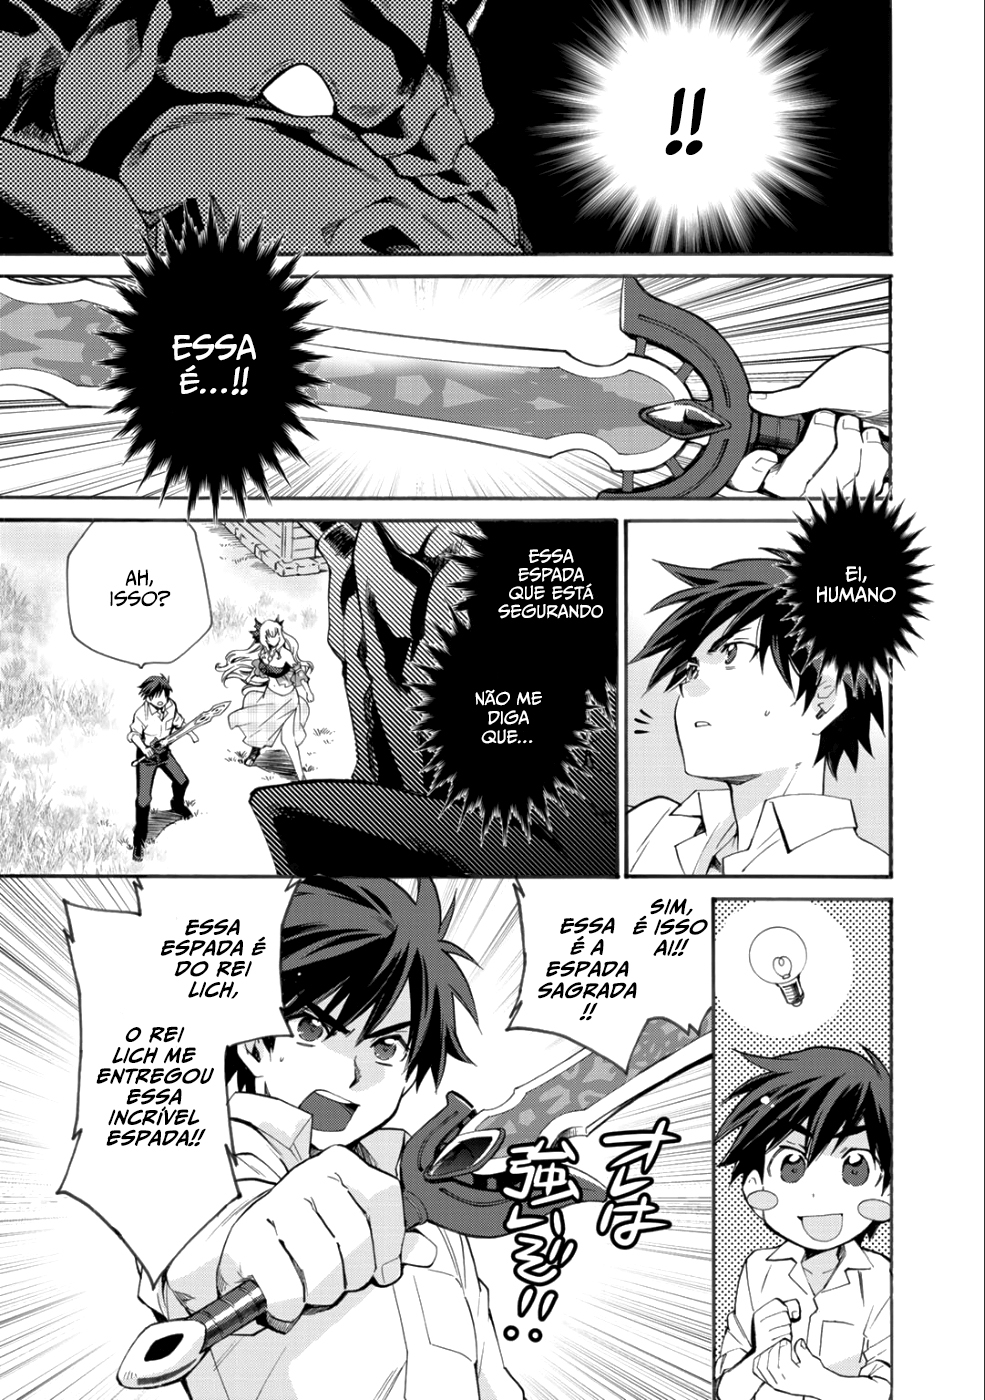 !!
ESSA
É...!!
EI,
HUMANO
ESSA
ESPADA
QUE ESTÁ
SEGURANDO
NÃO ME
DIGA
QUE...
AH,
ISSO?
SIM,
É ISSO
AI!!
ESSA
É A
ESPADA
SAGRADA
!!
オレは
強いぞ!!
ESSA
ESPADA É
DO REI
LICH,
O REI
LICH ME
ENTREGOU
ESSA
INCRÍVEL
ESPADA!!